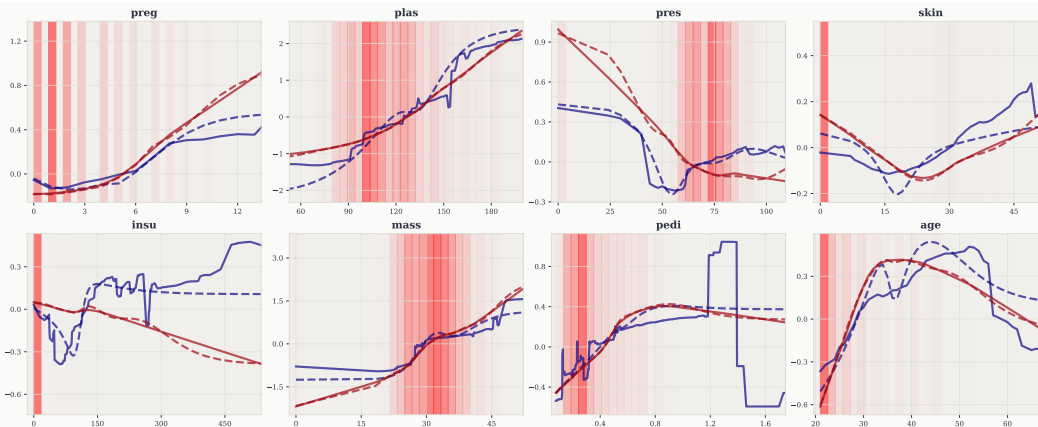 preg
1.2
0.8
0.4
0.0
0 3 6 9 12
plas
2
1
0
−1
−2
60 90 120 150 180
pres
0.9
0.6
0.3
0.0
−0.3
0 25 50 75 100
skin
0.4
0.2
0.0
−0.2
0 15 30 45
insu
0.3
0.0
−0.3
−0.6
0 150 300 450
mass
3.0
1.5
0.0
−1.5
0 15 30 45
pedi
0.8
0.4
0.0
−0.4
0.4 0.8 1.2 1.6
age
0.3
0.0
−0.3
−0.6
20 30 40 50 60